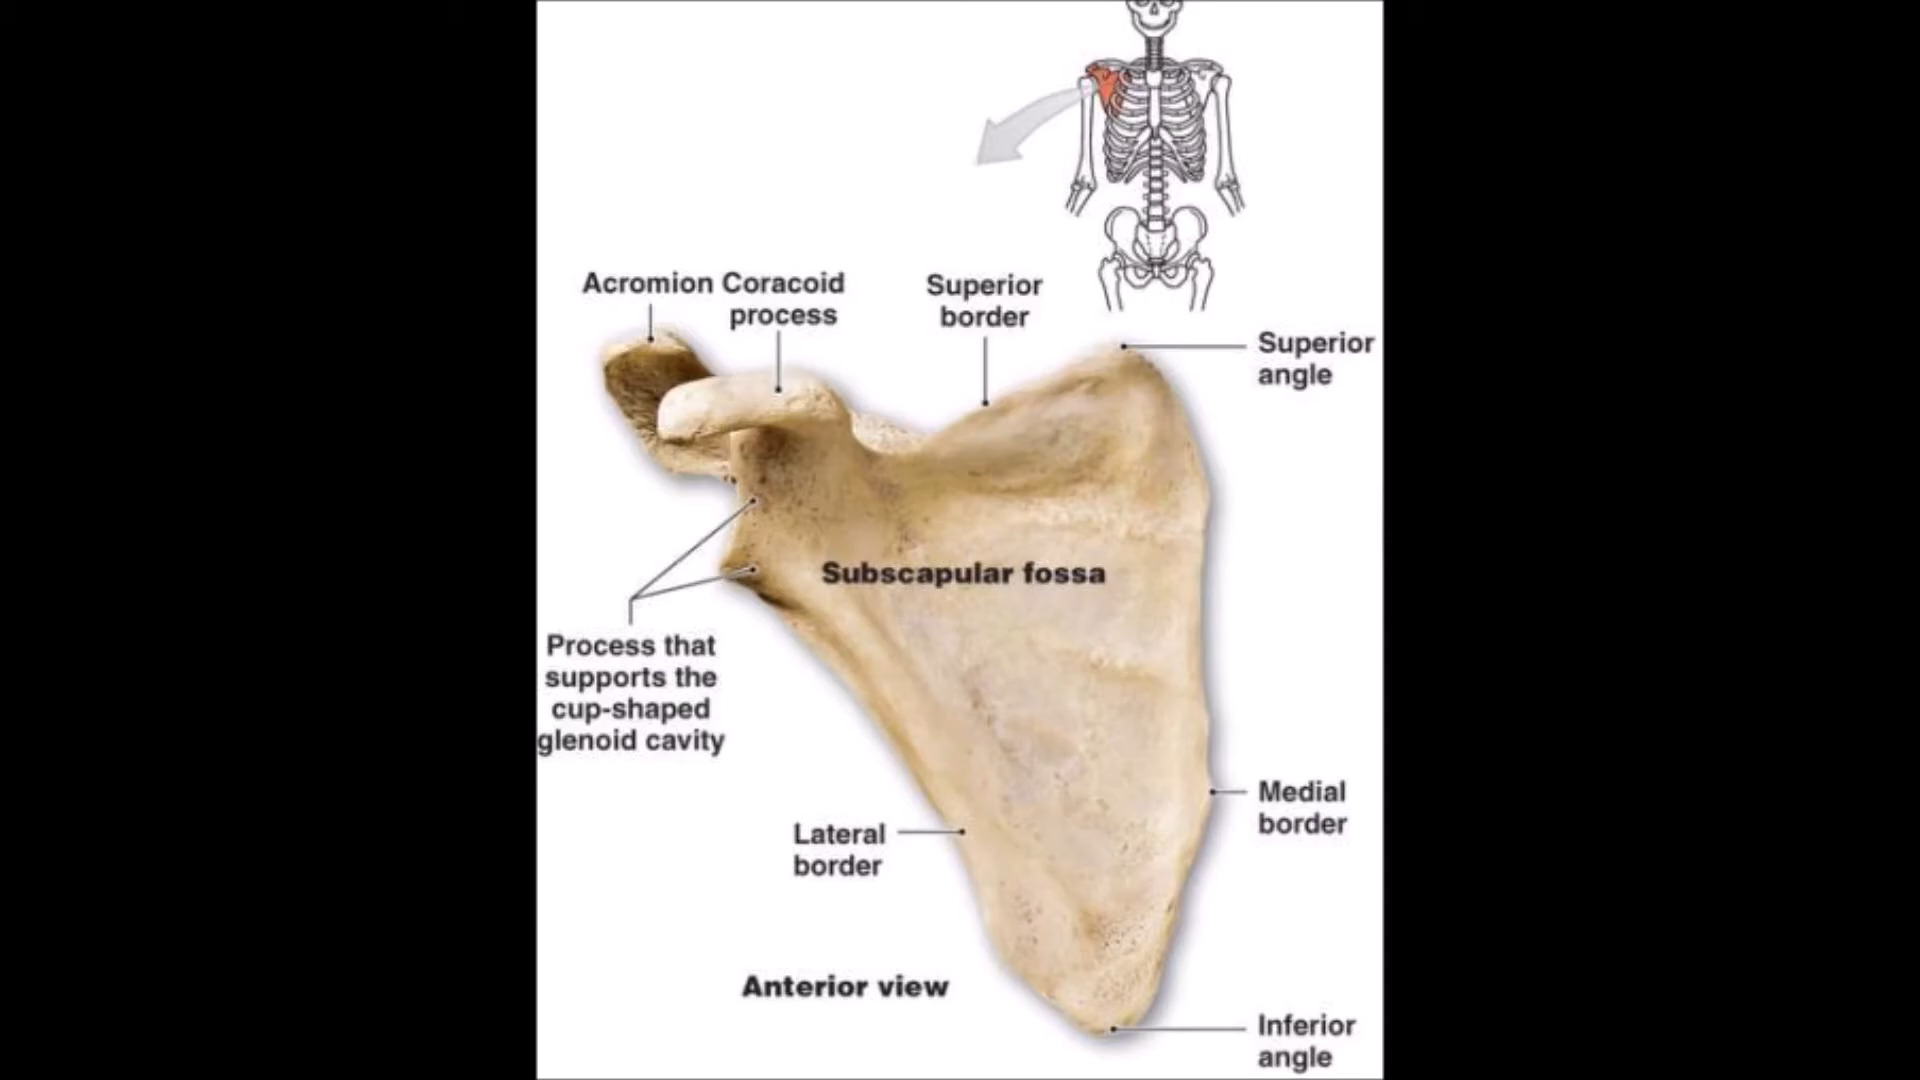 Acromion Coracoid
process
Superior
border
Superior
angle
Subscapular fossa
Process that
supports the
cup-shaped
glenoid cavity
Medial
border
Lateral
border
Anterior view
Inferior
angle